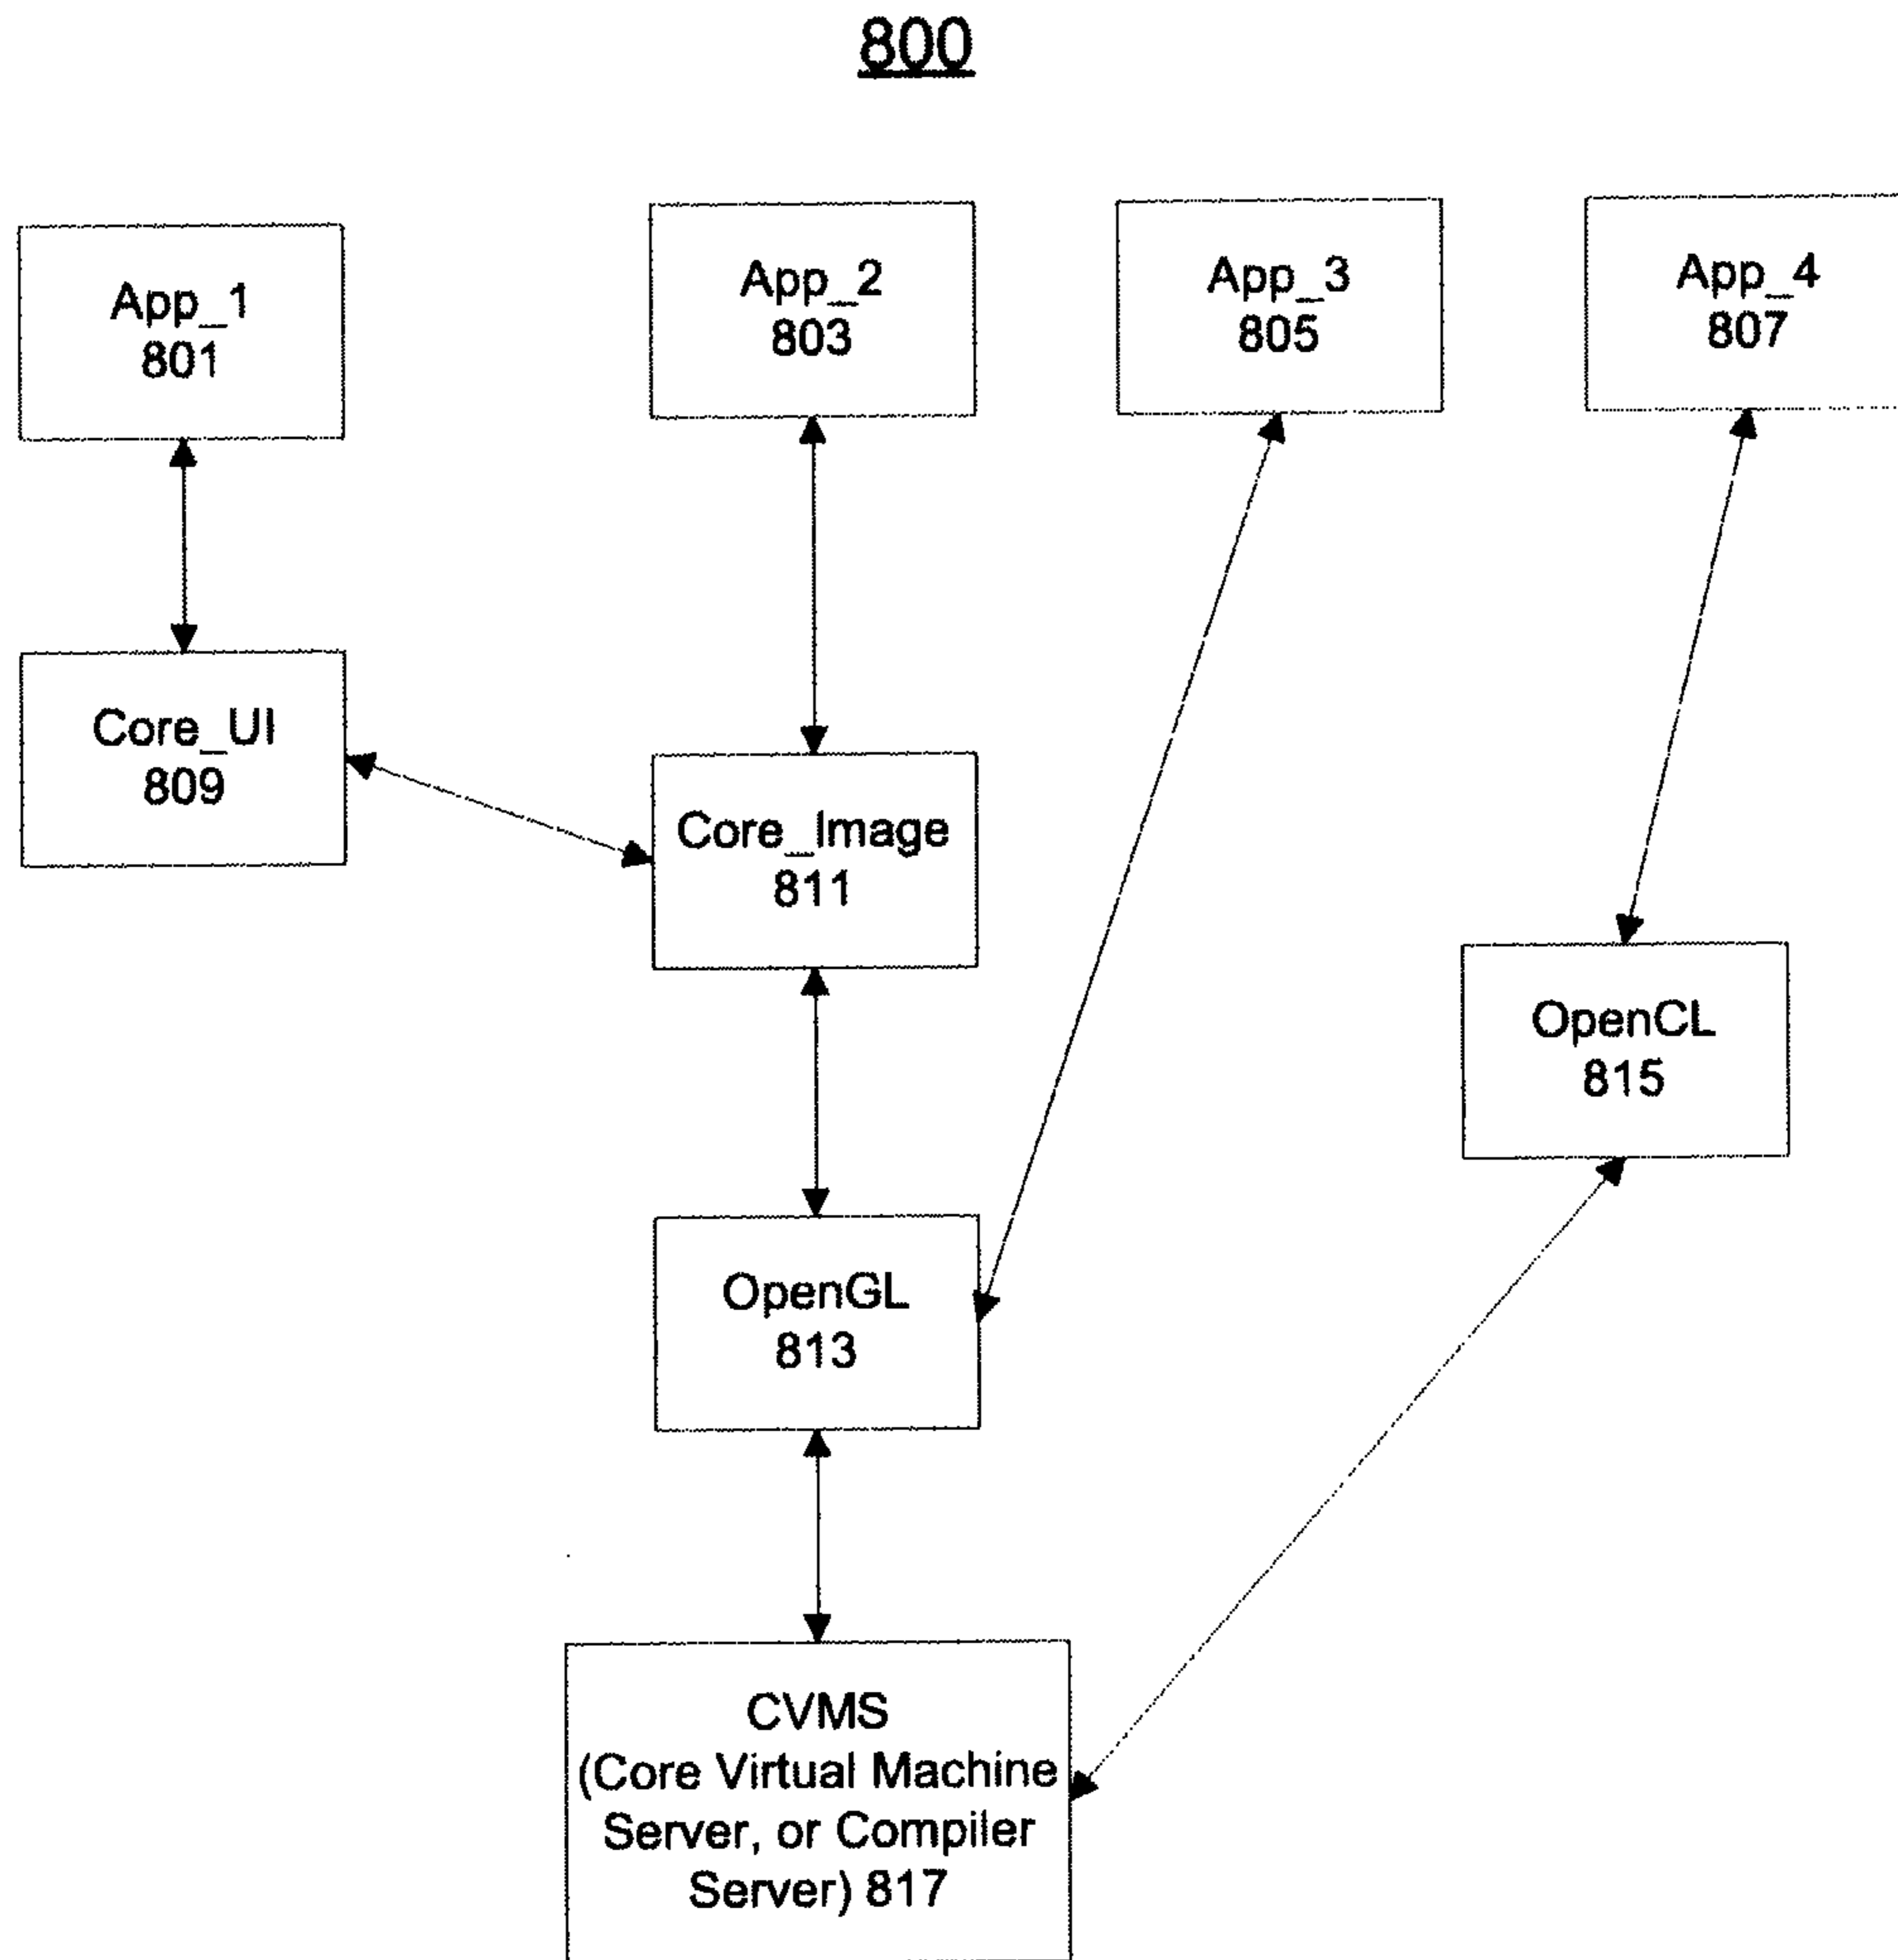 800
App_1
801
App_2
803
App_3
805
App_4
807
Core_UI
809
Core_Image
811
OpenCL
815
OpenGL
813
CVMS
(Core Virtual Machine
Server, or Compiler
Server) 817